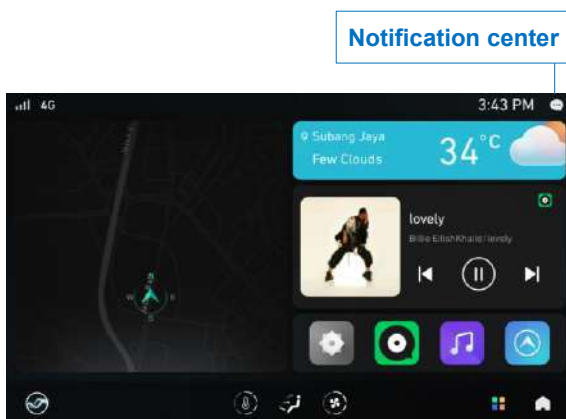 Notification center
4G
3:43 PM
Subang Jaya
Few Clouds
34°C
lovely
Billie Eilish/Khalid/lovely